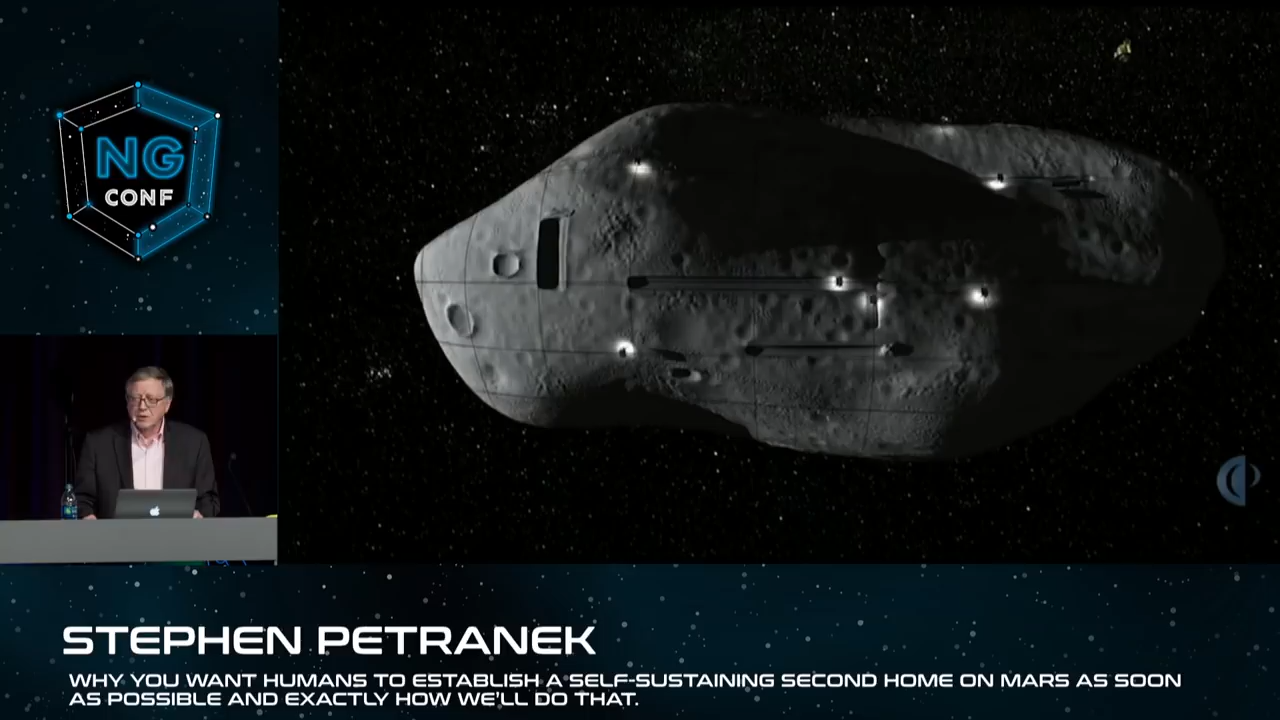 NG
CONF
STEPHEN PETRANEK
WHY YOU WANT HUMANS TO ESTABLISH A SELF-SUSTAINING SECOND HOME ON MARS AS SOON
AS POSSIBLE AND EXACTLY HOW WE'LL DO THAT.